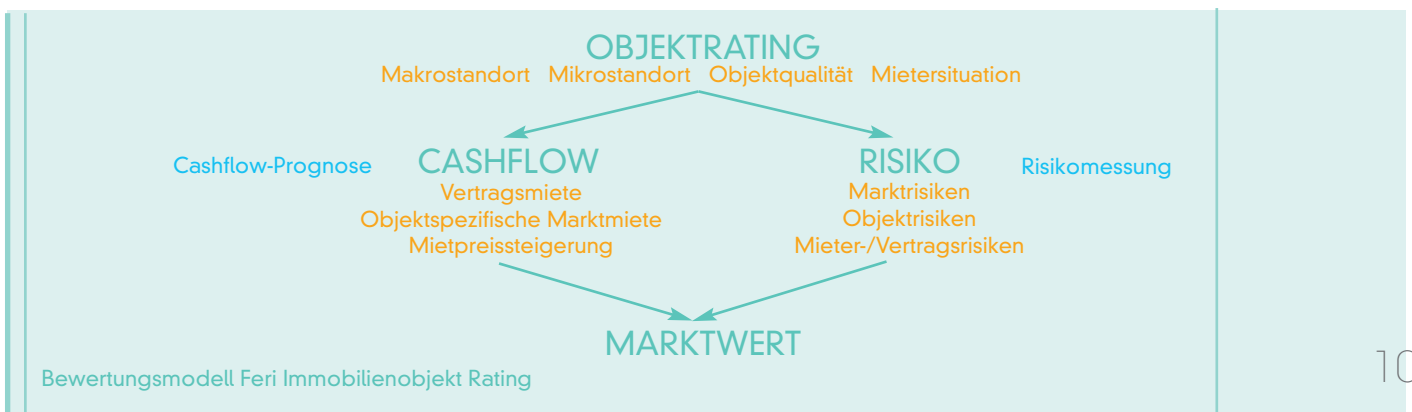 OBJEKTRATING
Makrostandort Mikrostandort Objektqualität Mietersituation
Cashflow-Prognose CASHFLOW RISIKO Risikomessung
Vertragsmiete Marktrisiken
Objektspezifische Marktmiete Objektrisiken
Mietpreissteigerung Mieter-/Vertragsrisiken
MARKTWERT
Bewertungsmodell Feri Immobilienobjekt Rating
10